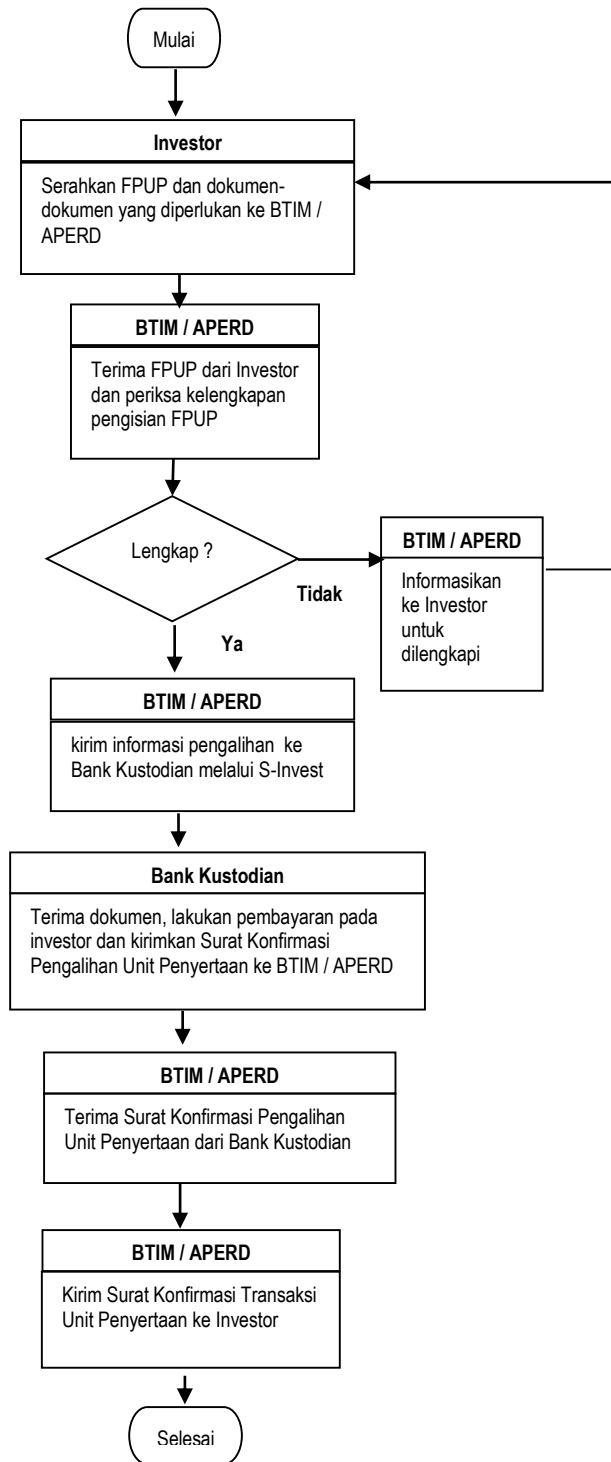 Mulai
Investor
Serahkan FPUP dan dokumen-
dokumen yang diperlukan ke BTIM /
APERD
BTIM / APERD
Terima FPUP dari Investor
dan periksa kelengkapan
pengisian FPUP
Lengkap ?
Tidak
BTIM / APERD
Informasikan
ke Investor
untuk
dilengkapi
Ya
BTIM / APERD
kirim informasi pengalihan ke
Bank Kustodian melalui S-Invest
Bank Kustodian
Terima dokumen, lakukan pembayaran pada
investor dan kirimkan Surat Konfirmasi
Pengalihan Unit Penyertaan ke BTIM / APERD
BTIM / APERD
Terima Surat Konfirmasi Pengalihan
Unit Penyertaan dari Bank Kustodian
BTIM / APERD
Kirim Surat Konfirmasi Transaksi
Unit Penyertaan ke Investor
Selesai